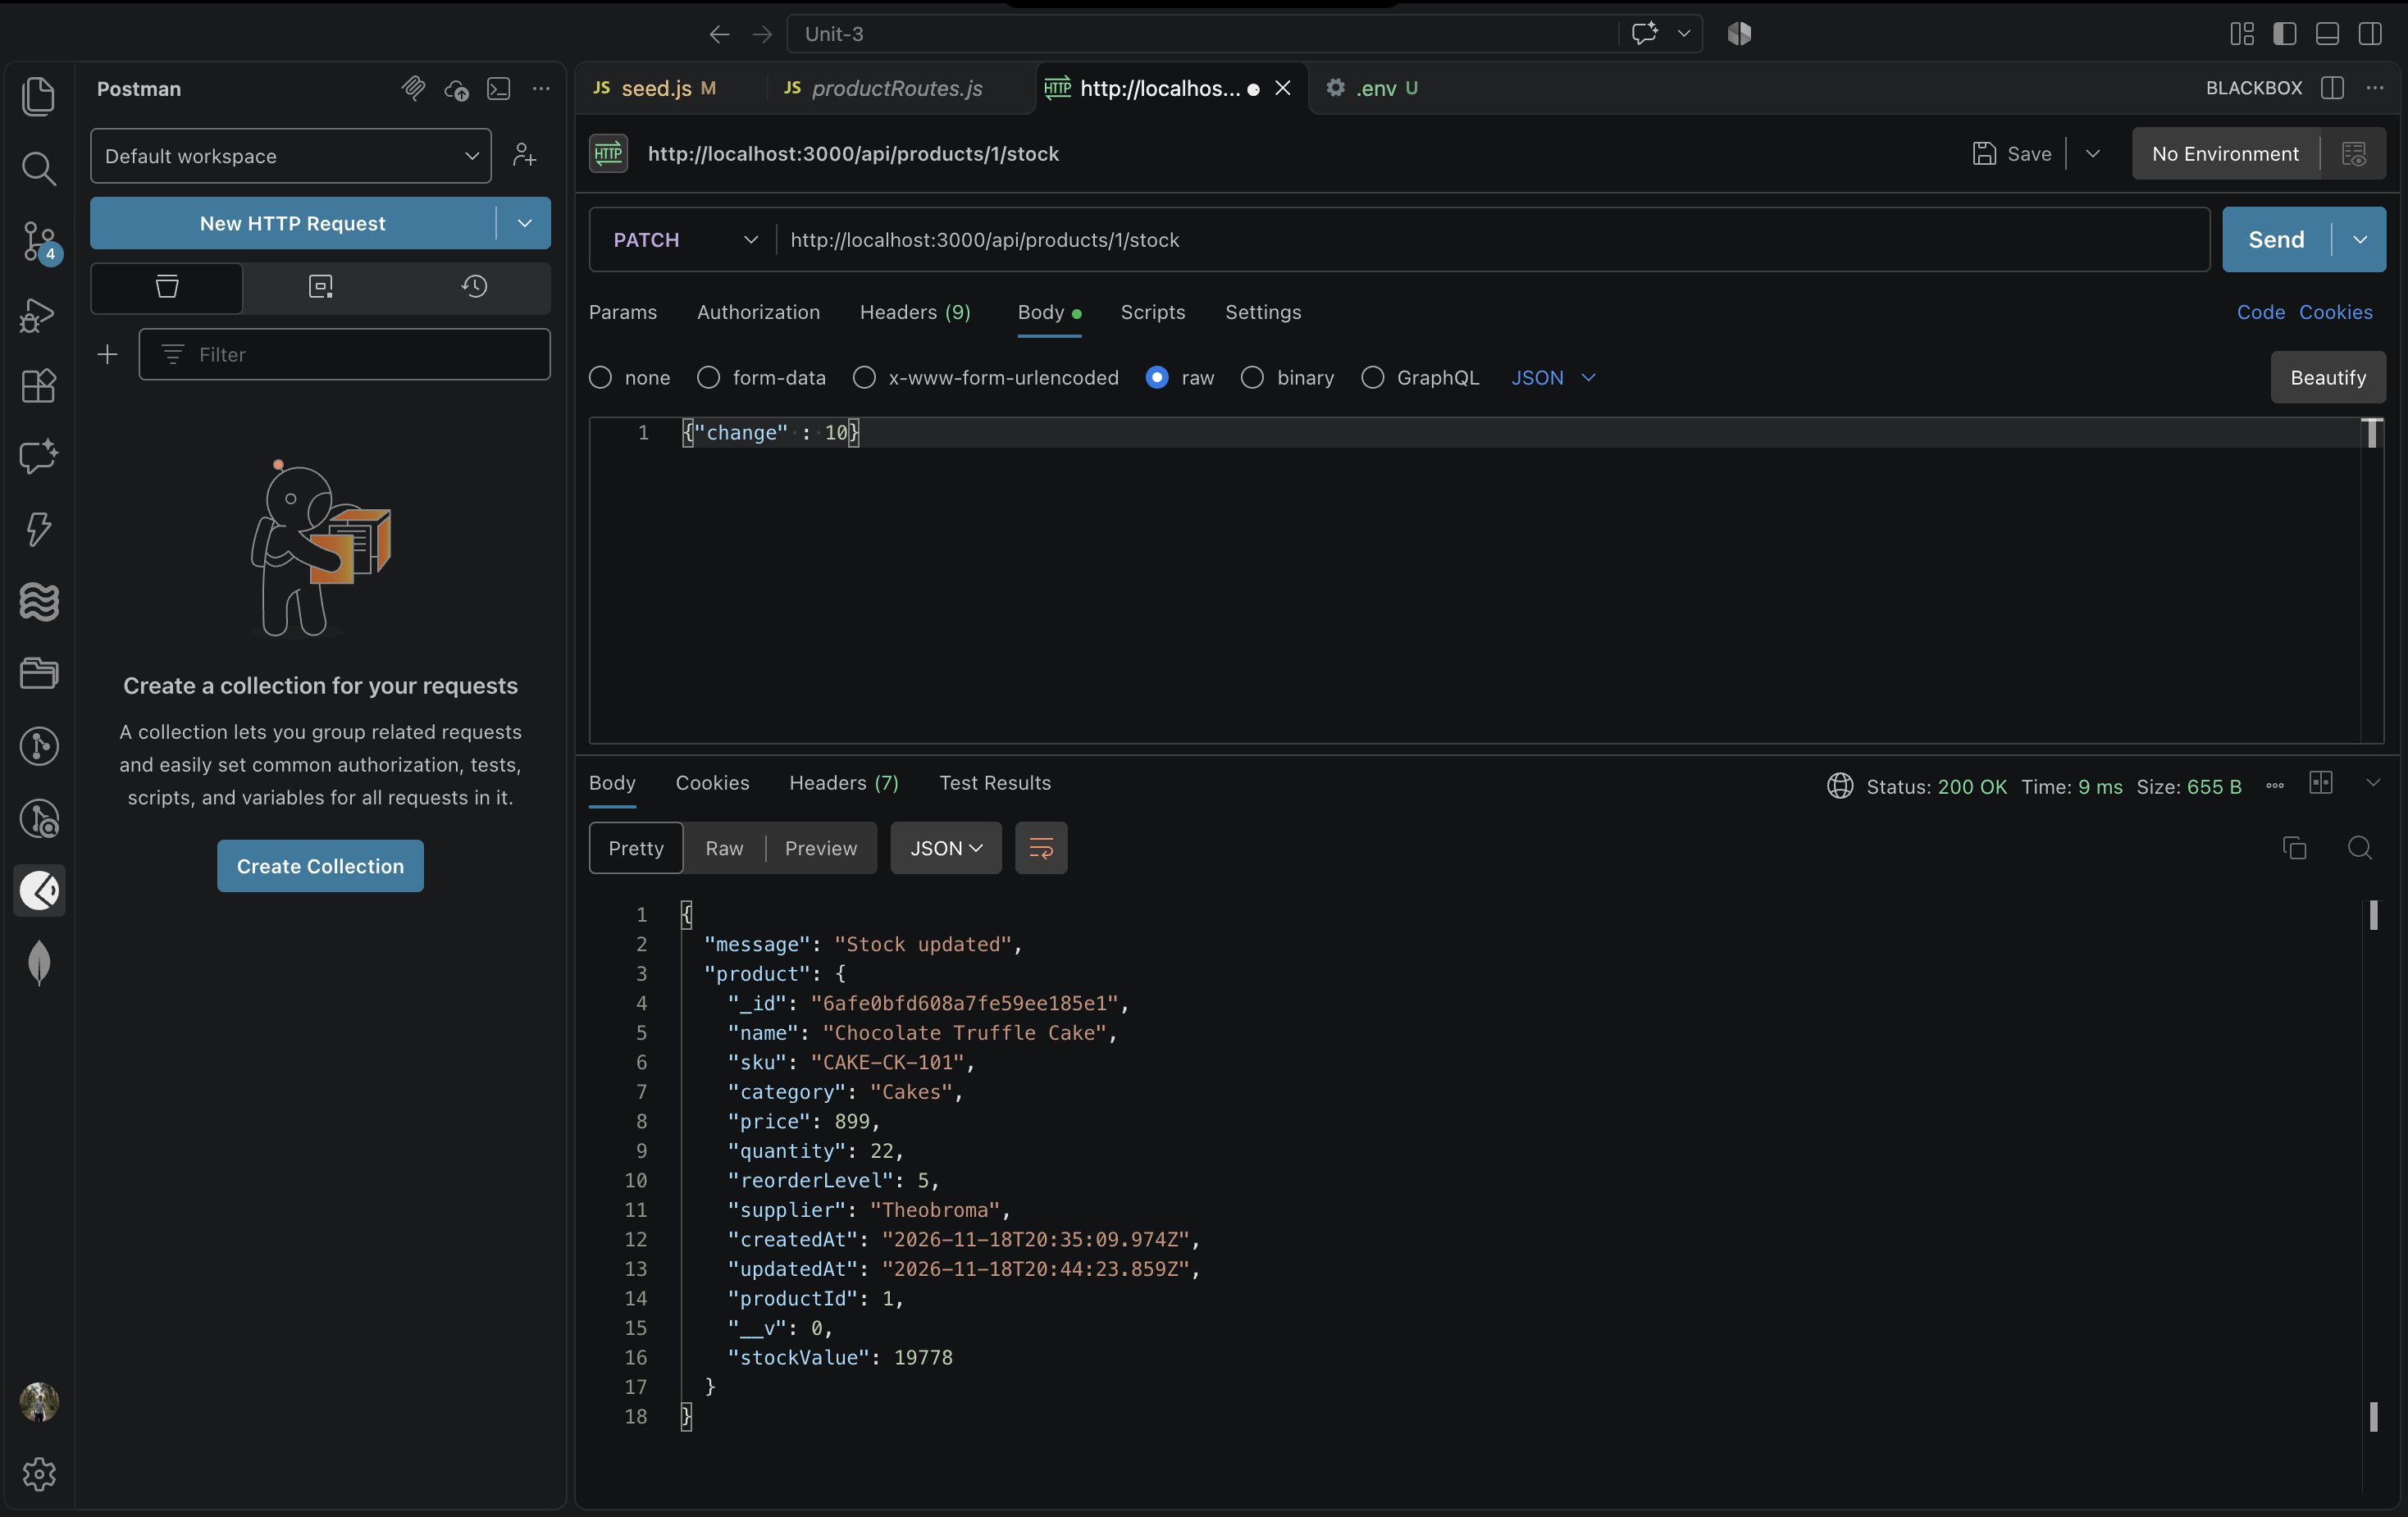 Unit-3
Postman
Default workspace
New HTTP Request
Filter
4
Create a collection for your requests
A collection lets you group related requests
and easily set common authorization, tests,
scripts, and variables for all requests in it.
Create Collection
JS seed.js M
JS productRoutes.js
HTTP http://localhos...
.env U
BLACKBOX
HTTP http://localhost:3000/api/products/1/stock
Save
No Environment
PATCH http://localhost:3000/api/products/1/stock
Send
Params Authorization Headers (9) Body Scripts Settings
Code Cookies
none form-data x-www-form-urlencoded raw binary GraphQL JSON
Beautify
1 {"change" : 10}
Body Cookies Headers (7) Test Results
Status: 200 OK Time: 9 ms Size: 655 B
Pretty Raw Preview JSON
1 {
2 "message": "Stock updated",
3 "product": {
4 "_id": "6afe0bfd608a7fe59ee185e1",
5 "name": "Chocolate Truffle Cake",
6 "sku": "CAKE-CK-101",
7 "category": "Cakes",
8 "price": 899,
9 "quantity": 22,
10 "reorderLevel": 5,
11 "supplier": "Theobroma",
12 "createdAt": "2026-11-18T20:35:09.974Z",
13 "updatedAt": "2026-11-18T20:44:23.859Z",
14 "productId": 1,
15 "__v": 0,
16 "stockValue": 19778
17 }
18 }